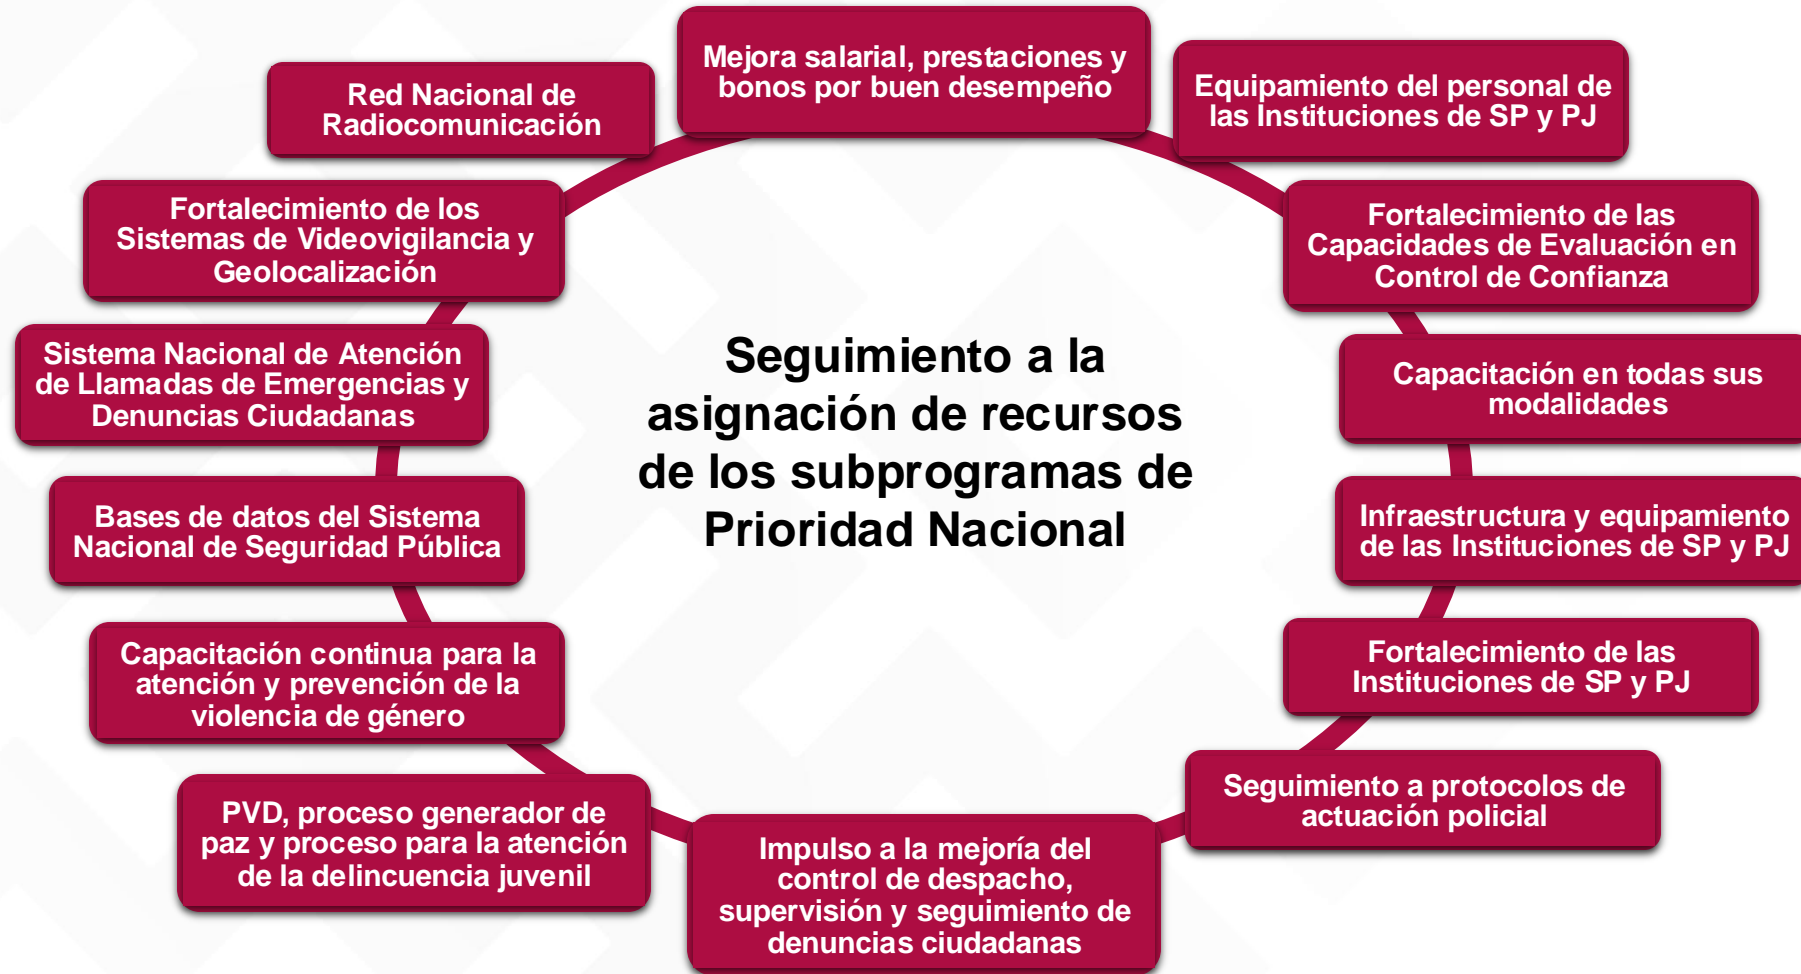 Mejora salarial, prestaciones y
bonos por buen desempeño
Equipamiento del personal de
las Instituciones de SP y PJ
Fortalecimiento de las
Capacidades de Evaluación en
Control de Confianza
Capacitación en todas sus
modalidades
Infraestructura y equipamiento
de las Instituciones de SP y PJ
Fortalecimiento de las
Instituciones de SP y PJ
Seguimiento a protocolos de
actuación policial
Impulso a la mejoría del
control de despacho,
supervisión y seguimiento de
denuncias ciudadanas
PVD, proceso generador de
paz y proceso para la atención
de la delincuencia juvenil
Capacitación continua para la
atención y prevención de la
violencia de género
Bases de datos del Sistema
Nacional de Seguridad Pública
Sistema Nacional de Atención
de Llamadas de Emergencias y
Denuncias Ciudadanas
Fortalecimiento de los
Sistemas de Videovigilancia y
Geolocalización
Red Nacional de
Radiocomunicación
Seguimiento a la
asignación de recursos
de los subprogramas de
Prioridad Nacional